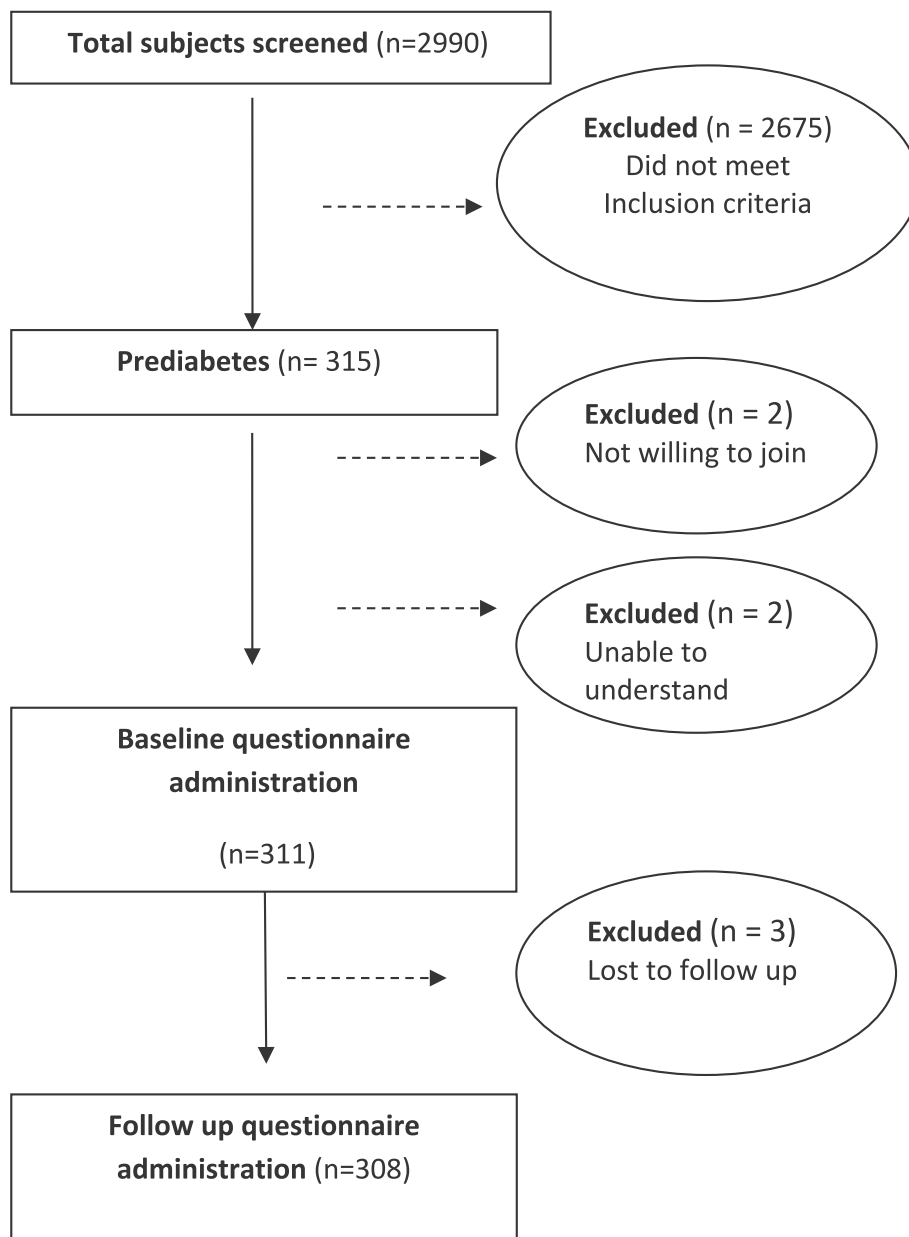 Total subjects screened (n=2990)
Excluded (n = 2675)
Did not meet
Inclusion criteria
Prediabetes (n= 315)
Excluded (n = 2)
Not willing to join
Excluded (n = 2)
Unable to
understand
Baseline questionnaire
administration
(n=311)
Excluded (n = 3)
Lost to follow up
Follow up questionnaire
administration (n=308)